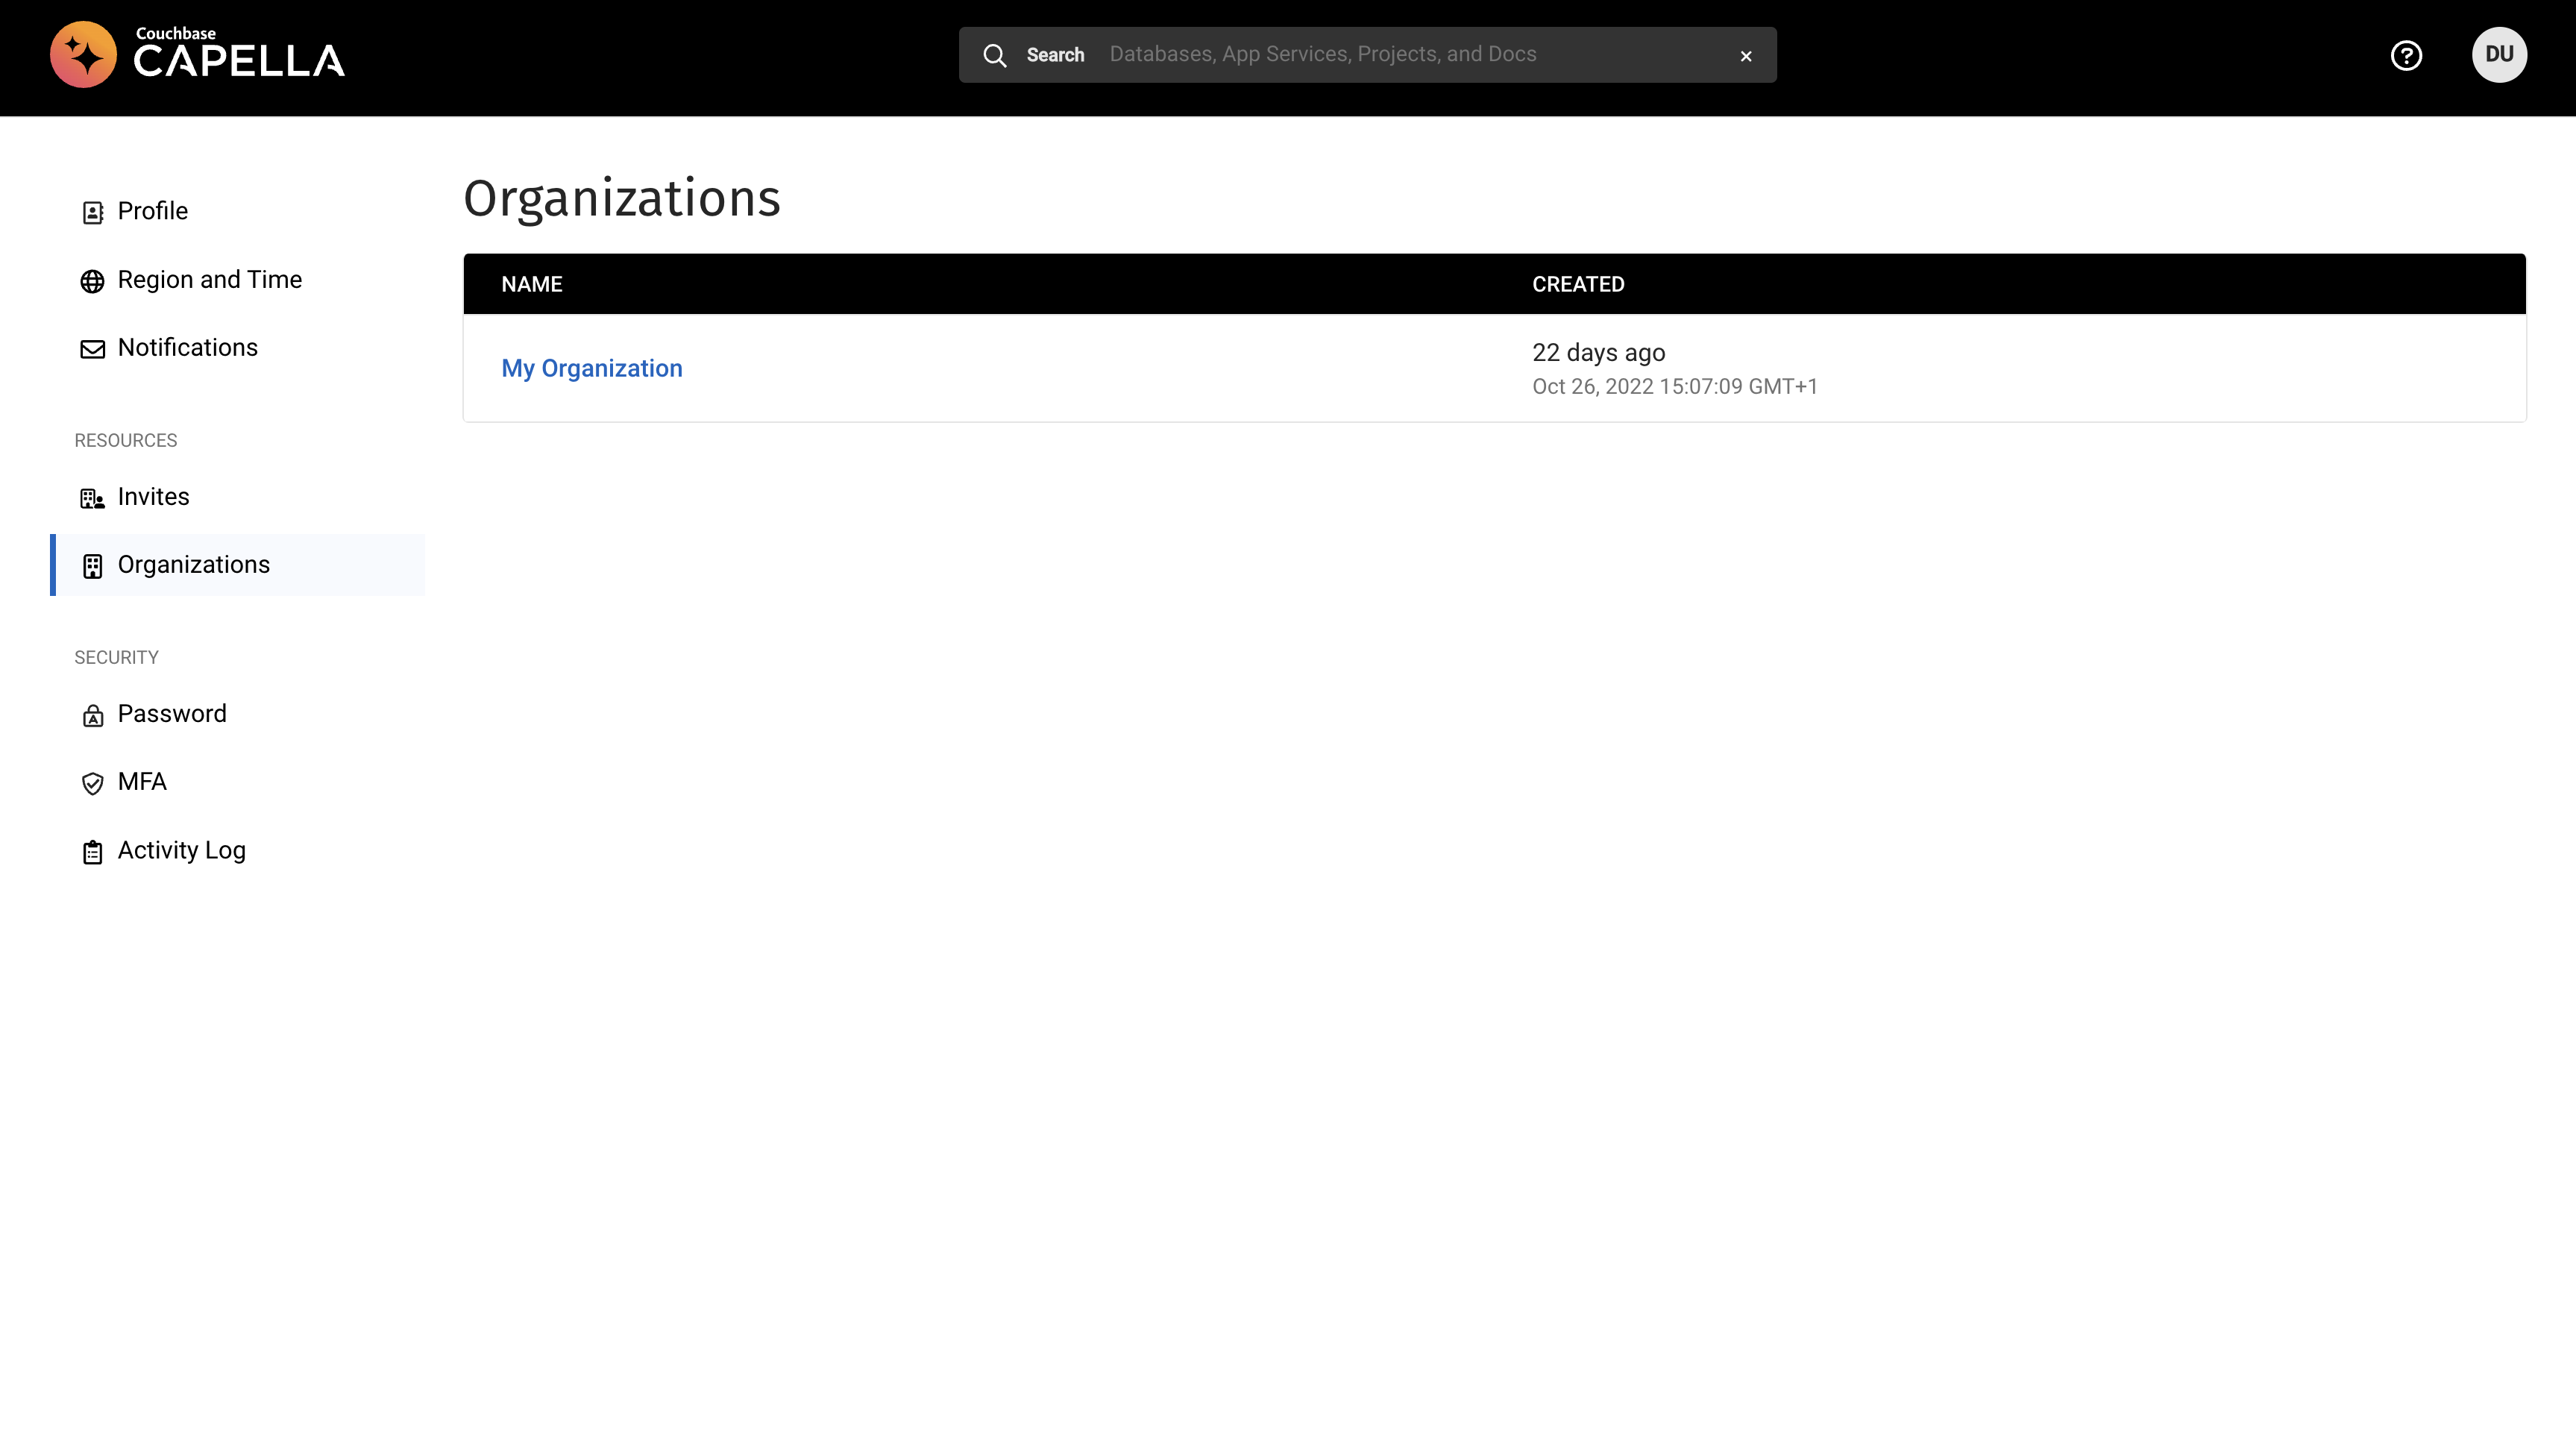 Couchbase
CAPELLA
Search Databases, App Services, Projects, and Docs
DU
Profile
Region and Time
Notifications
RESOURCES
Invites
Organizations
SECURITY
Password
MFA
Activity Log
Organizations
NAME CREATED
My Organization
22 days ago
Oct 26, 2022 15:07:09 GMT+1